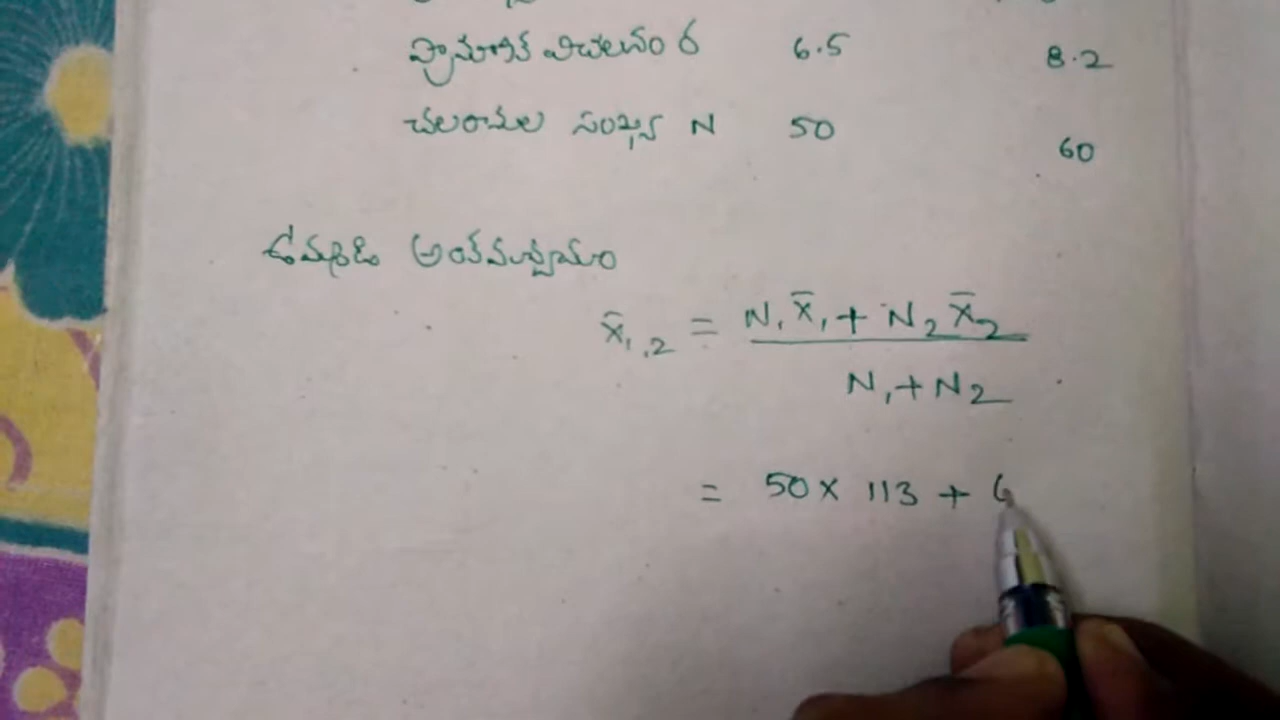 ప్రామాణిక విచలనం σ 6.5 8.2
చలరాశుల సంఖ్య N 50 60
ఉమ్మడి అంకమధ్యమం
x̄₁,₂ = N₁x̄₁ + N₂x̄₂
N₁ + N₂
= 50 × 113 + 6